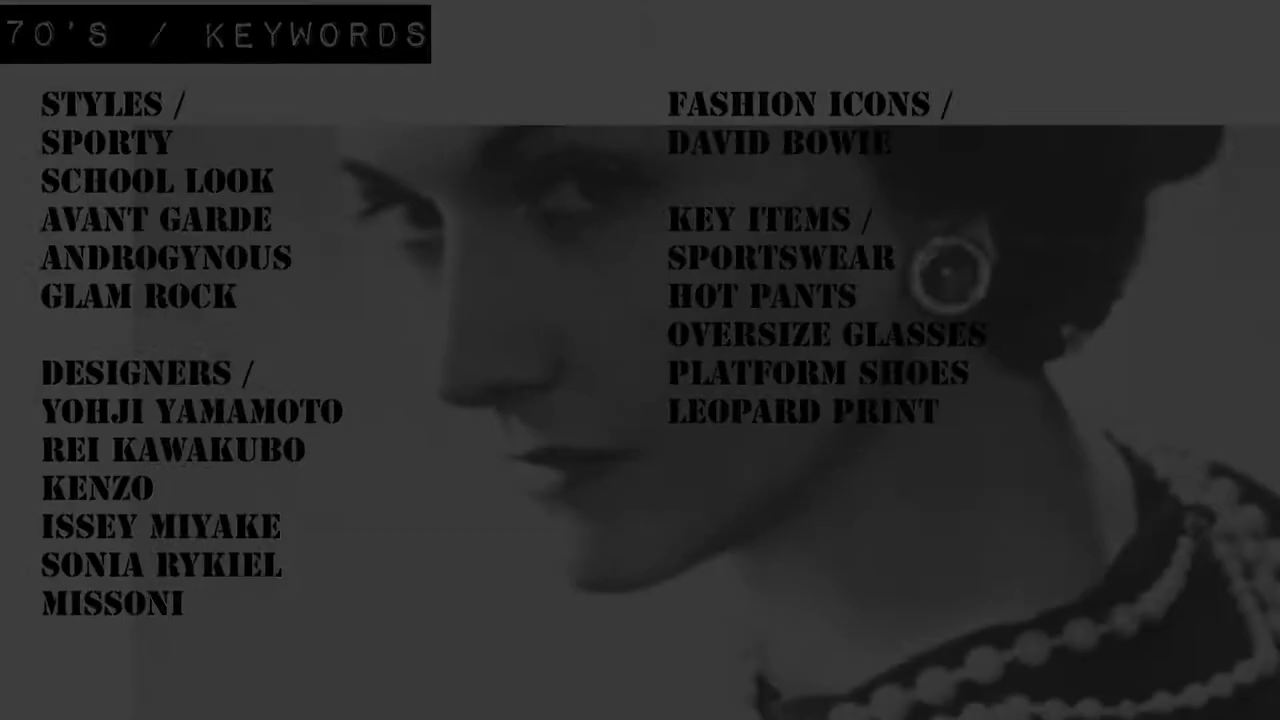 70'S / KEYWORDS
STYLES /
SPORTY
SCHOOL LOOK
AVANT GARDE
ANDROGYNOUS
GLAM ROCK
DESIGNERS /
YOHJI YAMAMOTO
REI KAWAKUBO
KENZO
ISSEY MIYAKE
SONIA RYKIEL
MISSONI
FASHION ICONS /
DAVID BOWIE
KEY ITEMS /
SPORTSWEAR
HOT PANTS
OVERSIZE GLASSES
PLATFORM SHOES
LEOPARD PRINT